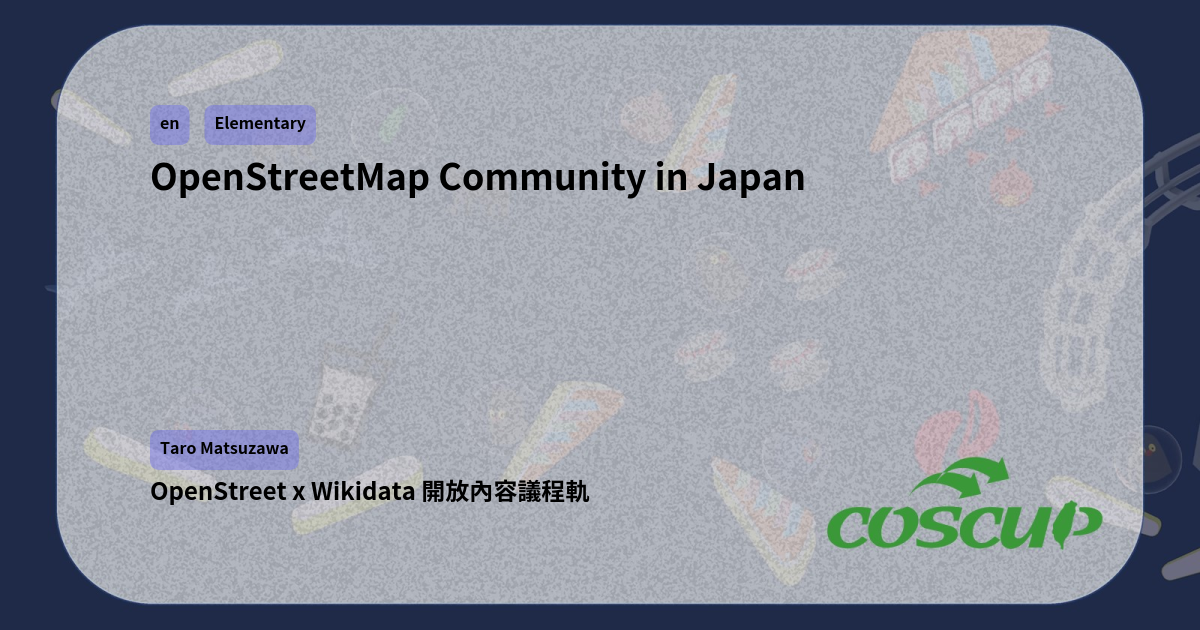 en Elementary
OpenStreetMap Community in Japan
Taro Matsuzawa
OpenStreet x Wikidata 開放內容議程軌
COSCUP